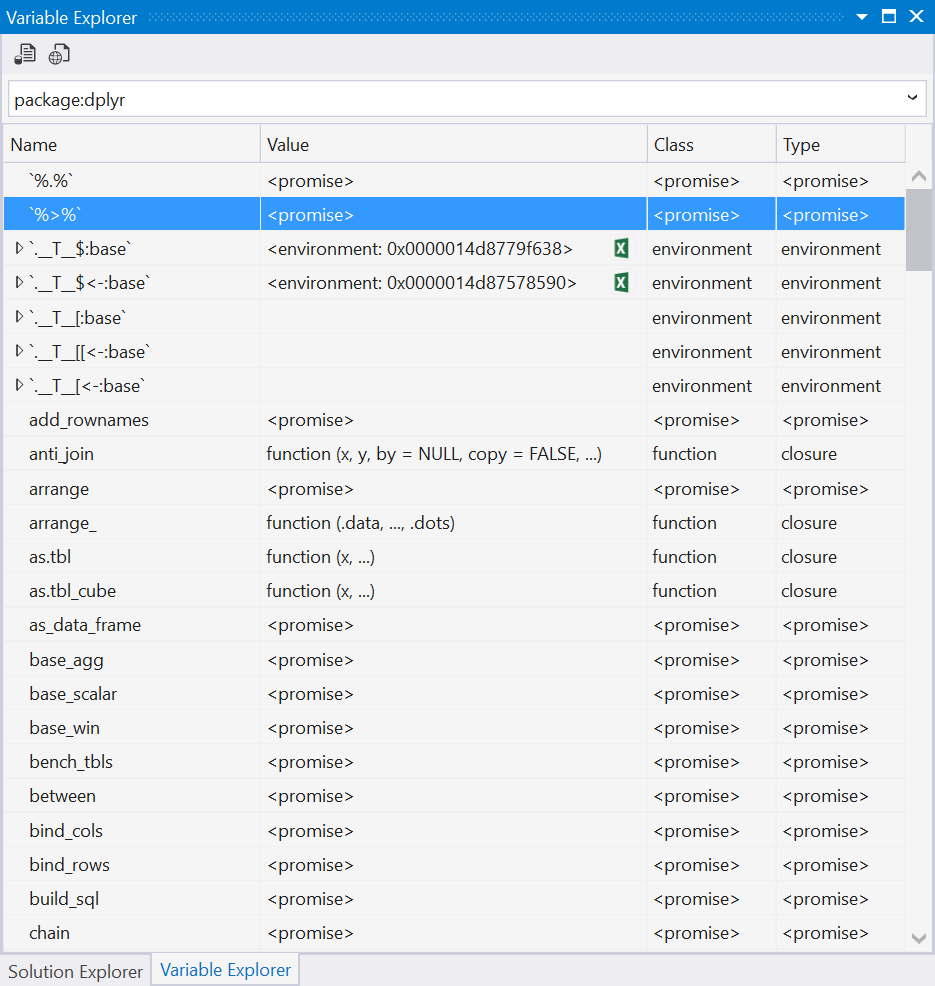 Variable Explorer
package:dplyr
Name Value Class Type
`%.%` <promise> <promise> <promise>
`%>%` <promise> <promise> <promise>
`.__T__$:base` <environment: 0x0000014d8779f638> environment environment
`.__T__$<-:base` <environment: 0x0000014d87578590> environment environment
`.__T__[:base` environment environment
`.__T__[[<-:base` environment environment
`.__T__[<-:base` environment environment
add_rownames <promise> <promise> <promise>
anti_join function (x, y, by = NULL, copy = FALSE, ...) function closure
arrange <promise> <promise> <promise>
arrange_ function (.data, ..., .dots) function closure
as.tbl function (x, ...) function closure
as.tbl_cube function (x, ...) function closure
as_data_frame <promise> <promise> <promise>
base_agg <promise> <promise> <promise>
base_scalar <promise> <promise> <promise>
base_win <promise> <promise> <promise>
bench_tbls <promise> <promise> <promise>
between <promise> <promise> <promise>
bind_cols <promise> <promise> <promise>
bind_rows <promise> <promise> <promise>
build_sql <promise> <promise> <promise>
chain <promise> <promise> <promise>
Solution Explorer Variable Explorer